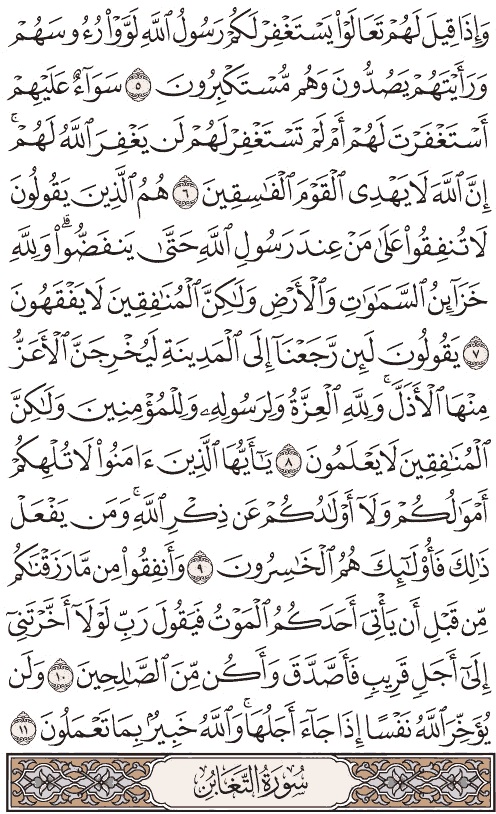 وَإِذَا قِيلَ لَهُمْ تَعَالَوْا۟ يَسْتَغْفِرْ لَكُمْ رَسُولُ ٱللَّهِ لَوَّوْا۟ رُءُوسَهُمْ
وَرَأَيْتَهُمْ يَصُدُّونَ وَهُم مُّسْتَكْبِرُونَ ٥ سَوَآءٌ عَلَيْهِمْ
أَسْتَغْفَرْتَ لَهُمْ أَمْ لَمْ تَسْتَغْفِرْ لَهُمْ لَن يَغْفِرَ ٱللَّهُ لَهُمْ ۚ
إِنَّ ٱللَّهَ لَا يَهْدِى ٱلْقَوْمَ ٱلْفَٰسِقِينَ ٦ هُمُ ٱلَّذِينَ يَقُولُونَ
لَا تُنفِقُوا۟ عَلَىٰ مَنْ عِندَ رَسُولِ ٱللَّهِ حَتَّىٰ يَنفَضُّوا۟ ۗ وَلِلَّهِ
خَزَآئِنُ ٱلسَّمَٰوَٰتِ وَٱلْأَرْضِ وَلَٰكِنَّ ٱلْمُنَٰفِقِينَ لَا يَفْقَهُونَ
٧ يَقُولُونَ لَئِن رَّجَعْنَآ إِلَى ٱلْمَدِينَةِ لَيُخْرِجَنَّ ٱلْأَعَزُّ
مِنْهَا ٱلْأَذَلَّ ۚ وَلِلَّهِ ٱلْعِزَّةُ وَلِرَسُولِهِۦ وَلِلْمُؤْمِنِينَ وَلَٰكِنَّ
ٱلْمُنَٰفِقِينَ لَا يَعْلَمُونَ ٨ يَٰٓأَيُّهَا ٱلَّذِينَ ءَامَنُوا۟ لَا تُلْهِكُمْ
أَمْوَٰلُكُمْ وَلَآ أَوْلَٰدُكُمْ عَن ذِكْرِ ٱللَّهِ ۚ وَمَن يَفْعَلْ
ذَٰلِكَ فَأُو۟لَٰٓئِكَ هُمُ ٱلْخَٰسِرُونَ ٩ وَأَنفِقُوا۟ مِن مَّا رَزَقْنَٰكُم
مِّن قَبْلِ أَن يَأْتِىَ أَحَدَكُمُ ٱلْمَوْتُ فَيَقُولَ رَبِّ لَوْلَآ أَخَّرْتَنِىٓ
إِلَىٰٓ أَجَلٍ قَرِيبٍ فَأَصَّدَّقَ وَأَكُن مِّنَ ٱلصَّٰلِحِينَ ١٠ وَلَن
يُؤَخِّرَ ٱللَّهُ نَفْسًا إِذَا جَآءَ أَجَلُهَا ۚ وَٱللَّهُ خَبِيرٌۢ بِمَا تَعْمَلُونَ ١١
سُورَةُ التَّغَابُنِ